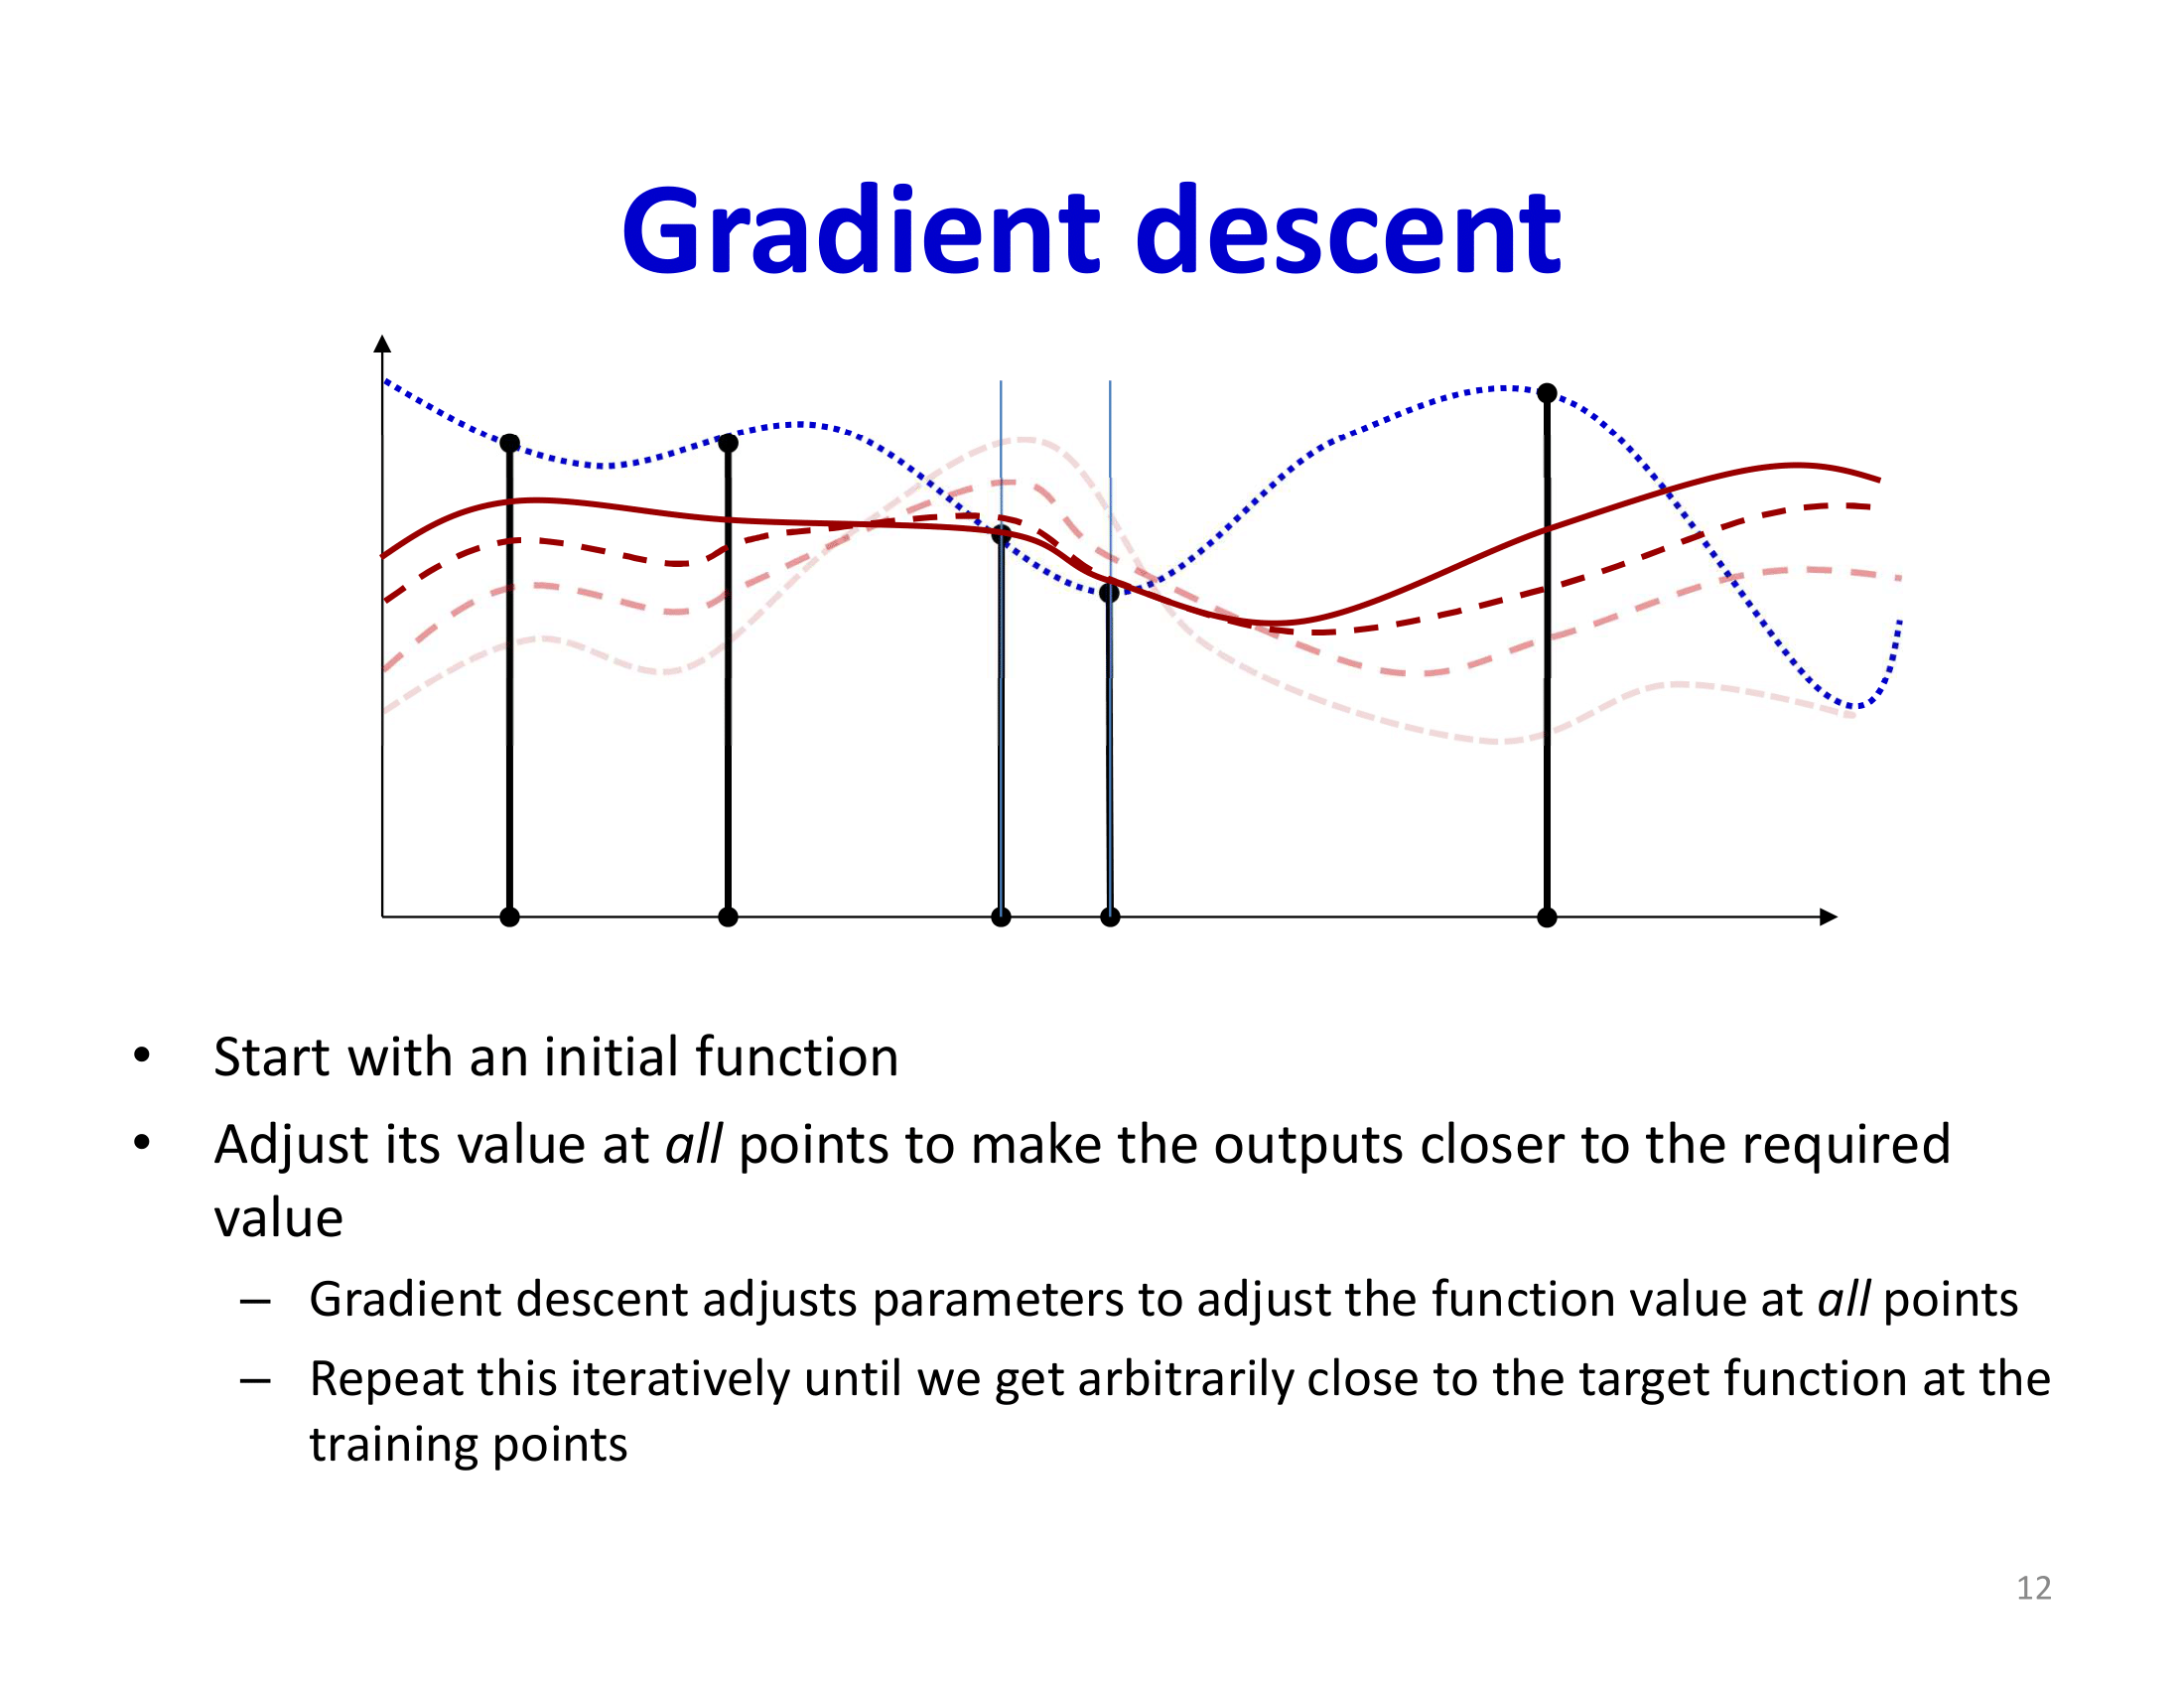 Gradient descent
• Start with an initial function
• Adjust its value at all points to make the outputs closer to the required
value
– Gradient descent adjusts parameters to adjust the function value at all points
– Repeat this iteratively until we get arbitrarily close to the target function at the
training points
12